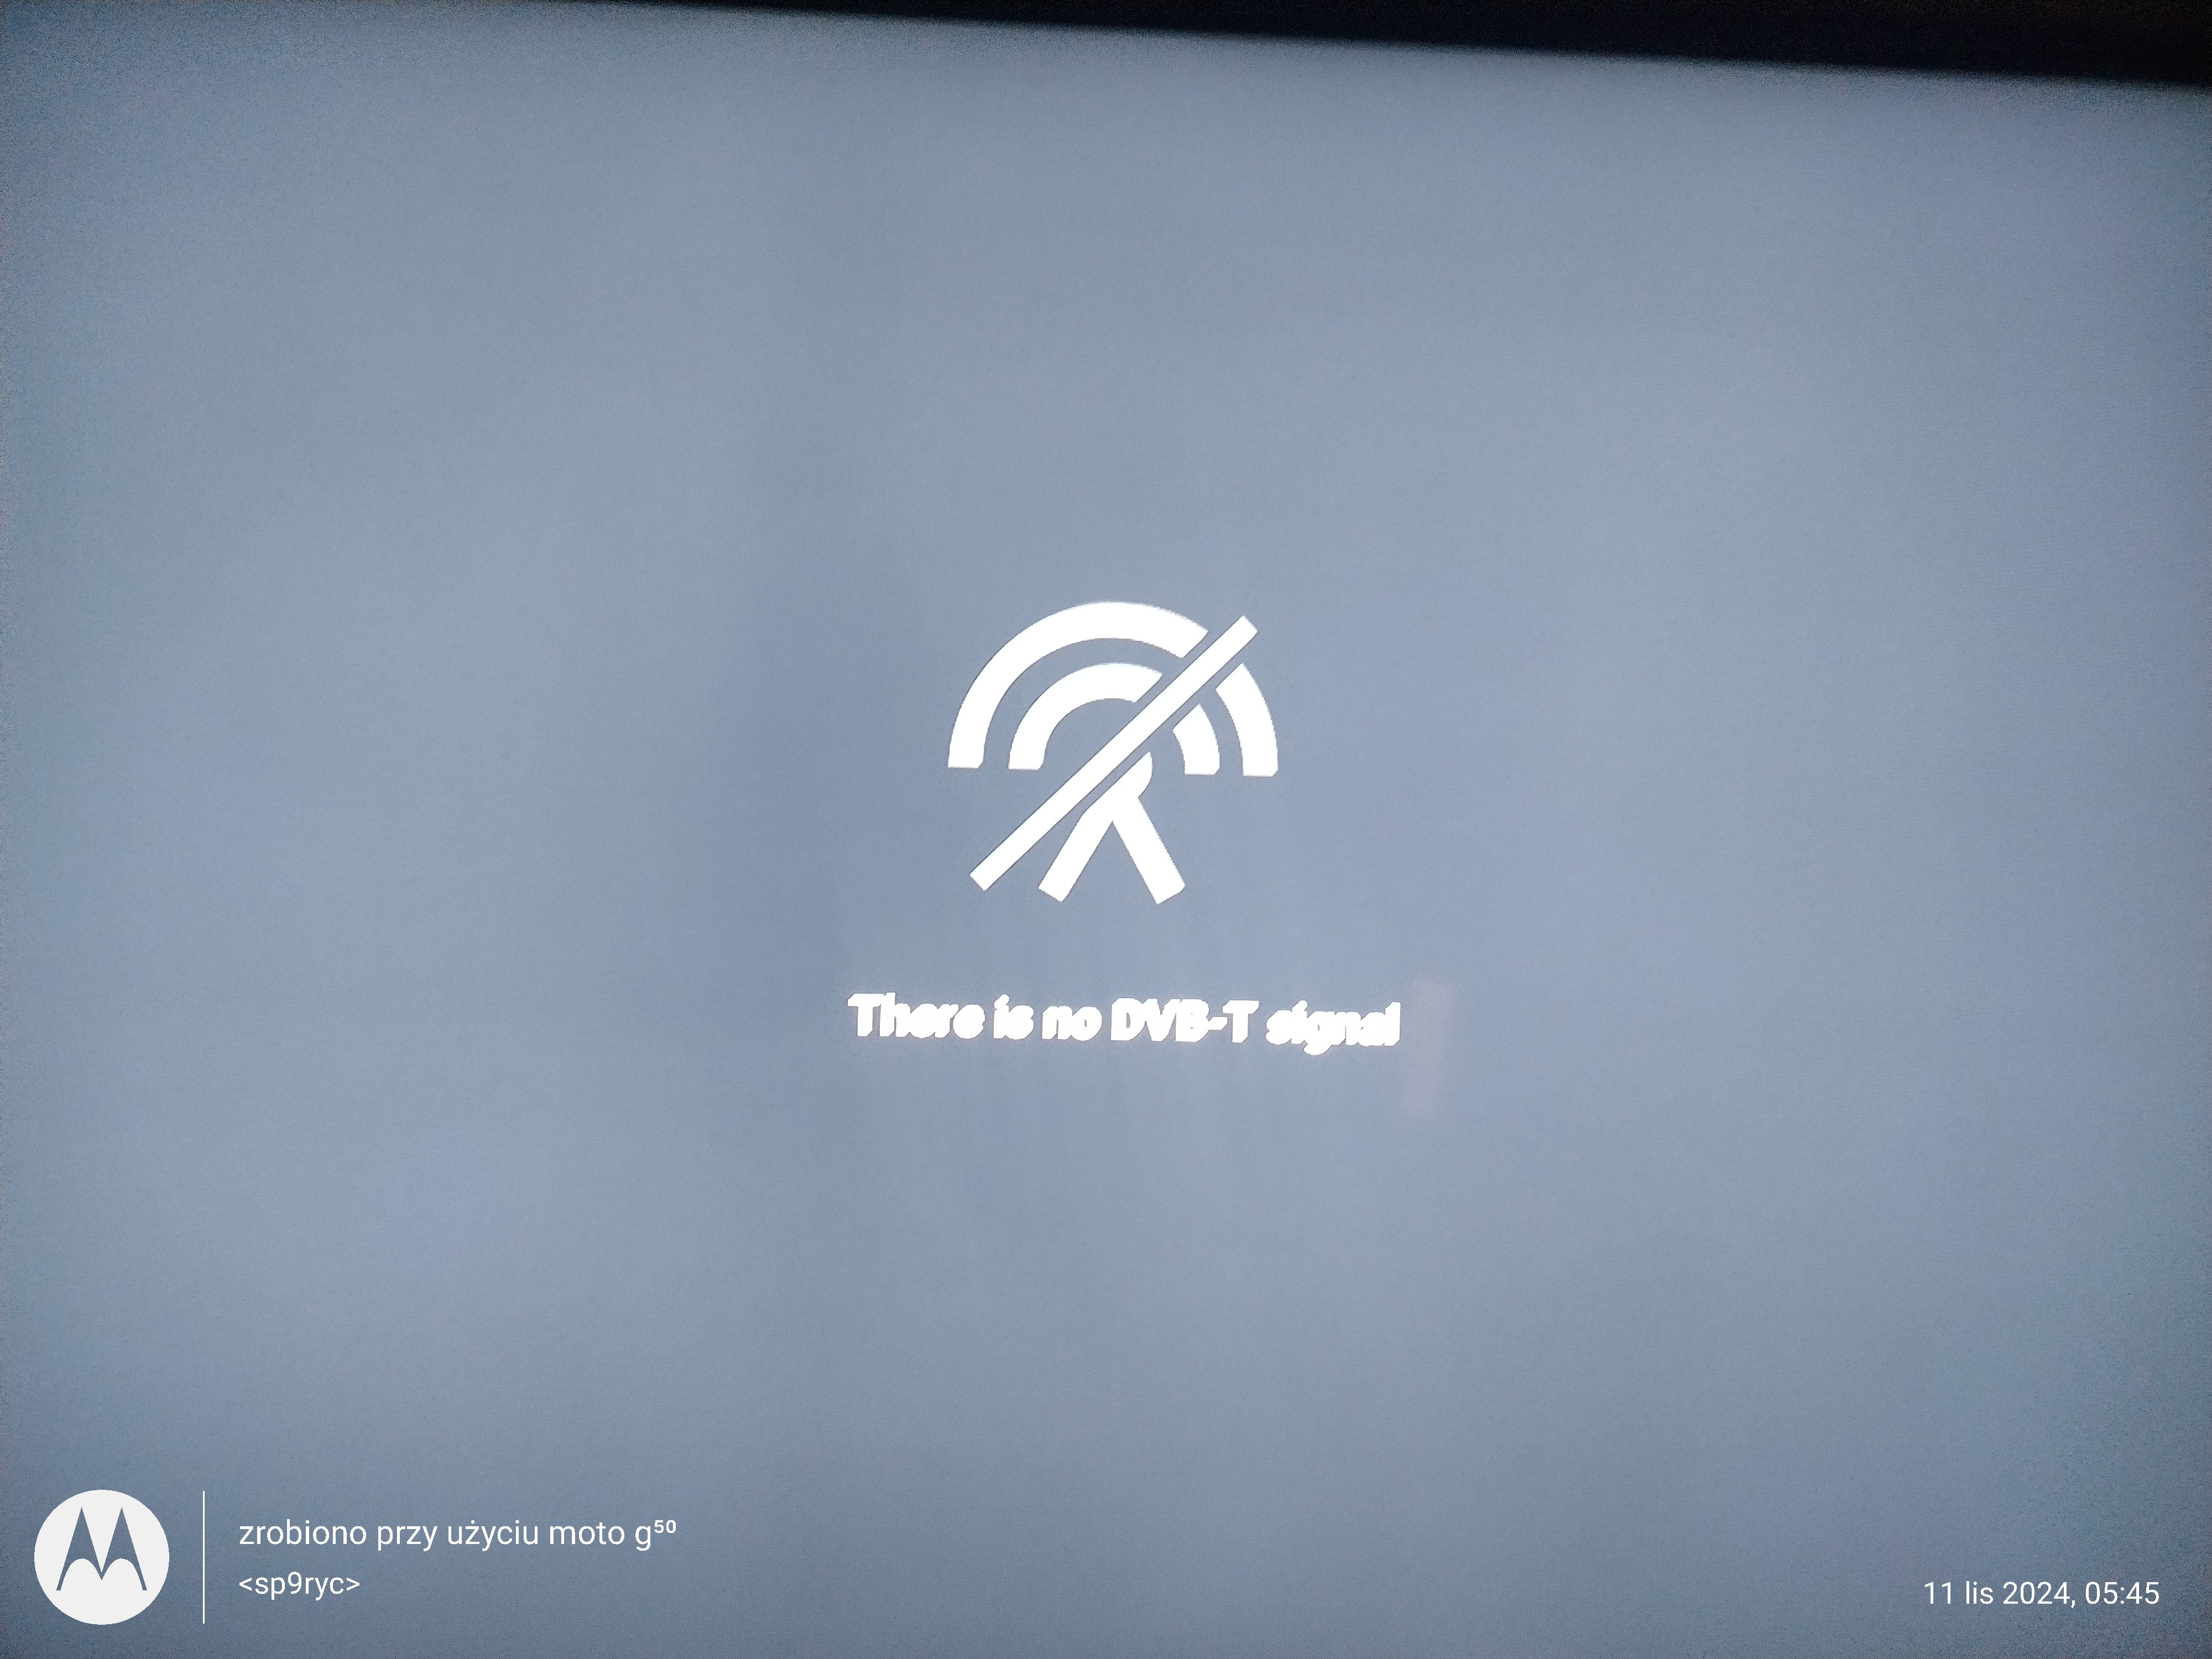 There is no DVB-T signal
zrobiono przy użyciu moto g⁵⁰
<sp9ryc>
11 lis 2024, 05:45